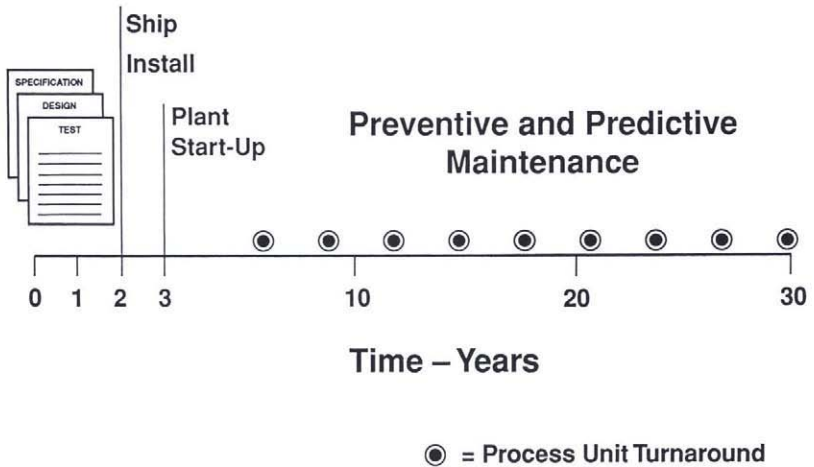 Ship
Install
SPECIFICATION
DESIGN
TEST
Plant
Start-Up
Preventive and Predictive
Maintenance
0 1 2 3 10 20 30
Time – Years
= Process Unit Turnaround